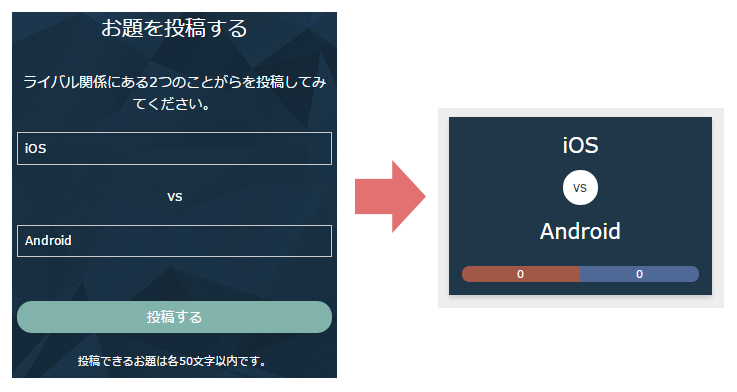 お題を投稿する
ライバル関係にある2つのことがらを投稿してみ
てください。
iOS
vs
Android
投稿する
投稿できるお題は各50文字以内です。
iOS
vs
Android
0 0